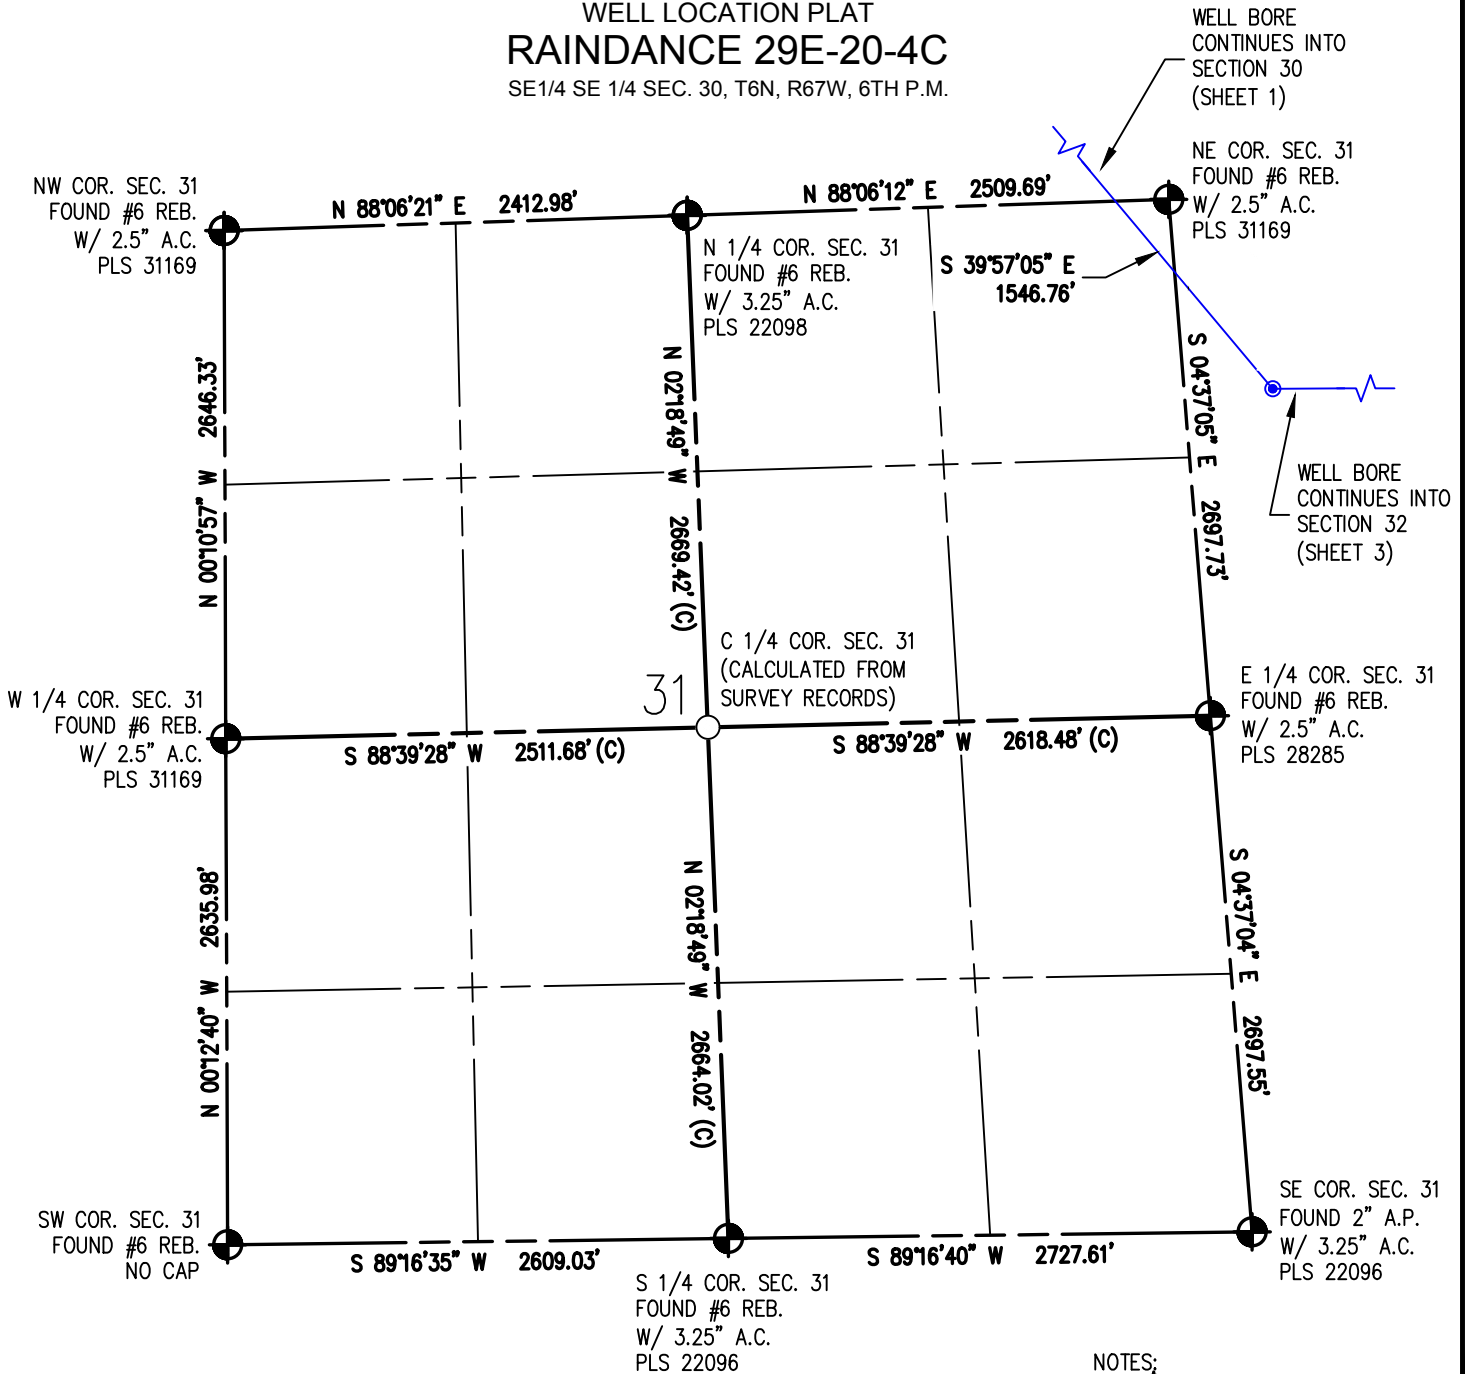 WELL LOCATION PLAT
RAINDANCE 29E-20-4C
SE1/4 SE 1/4 SEC. 30, T6N, R67W, 6TH P.M.
WELL BORE
CONTINUES INTO
SECTION 30
(SHEET 1)
NW COR. SEC. 31
FOUND #6 REB.
W/ 2.5" A.C.
PLS 31169
N 88°06'21" E 2412.98'
N 88°06'12" E 2509.69'
NE COR. SEC. 31
FOUND #6 REB.
W/ 2.5" A.C.
PLS 31169
N 1/4 COR. SEC. 31
FOUND #6 REB.
W/ 3.25" A.C.
PLS 22098
S 39°57'05" E
1546.76'
N 00°10'57" W 2646.33'
N 02°18'49" W 2669.42' (C)
S 04°37'05" E 2697.73'
WELL BORE
CONTINUES INTO
SECTION 32
(SHEET 3)
C 1/4 COR. SEC. 31
(CALCULATED FROM
SURVEY RECORDS)
31
W 1/4 COR. SEC. 31
FOUND #6 REB.
W/ 2.5" A.C.
PLS 31169
S 88°39'28" W 2511.68' (C)
S 88°39'28" W 2618.48' (C)
E 1/4 COR. SEC. 31
FOUND #6 REB.
W/ 2.5" A.C.
PLS 28285
N 00°12'40" W 2635.98'
N 02°18'49" W 2664.02' (C)
S 04°37'04" E 2697.55'
SW COR. SEC. 31
FOUND #6 REB.
NO CAP
S 89°16'35" W 2609.03'
S 89°16'40" W 2727.61'
SE COR. SEC. 31
FOUND 2" A.P.
W/ 3.25" A.C.
PLS 22096
S 1/4 COR. SEC. 31
FOUND #6 REB.
W/ 3.25" A.C.
PLS 22096
NOTES: